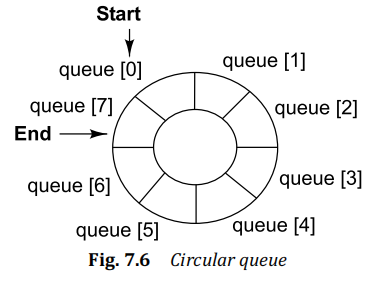 Start
queue [0]
queue [1]
queue [7]
queue [2]
End
queue [6]
queue [3]
queue [5]
queue [4]
Fig. 7.6 Circular queue